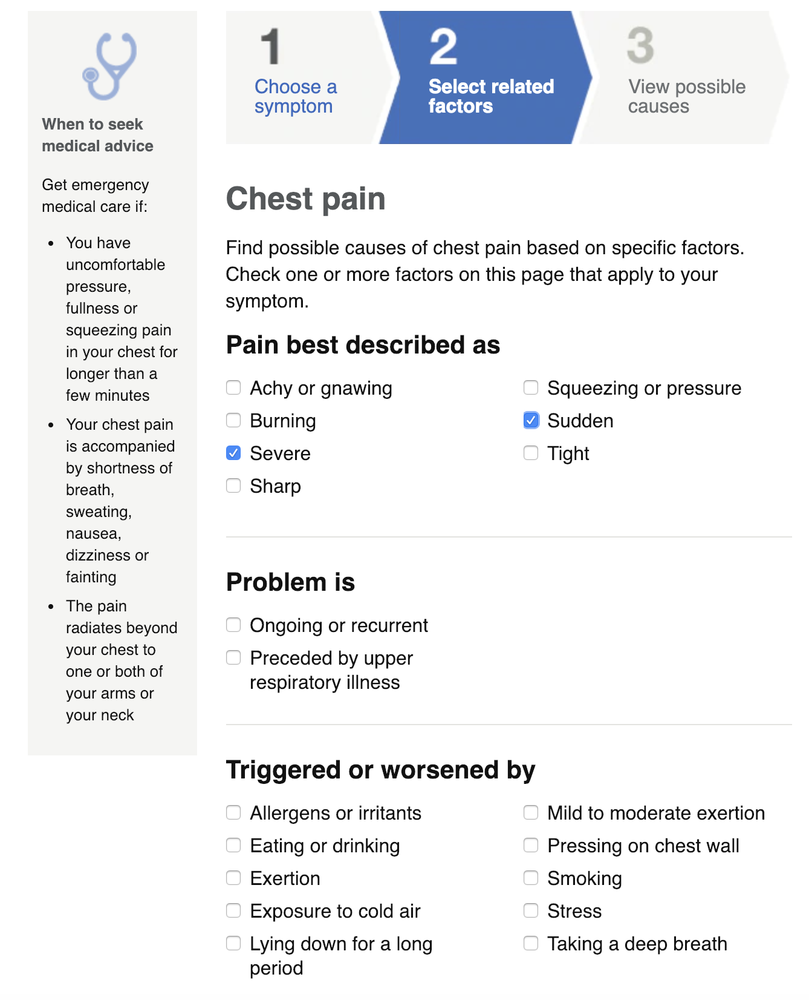 When to seek
medical advice
Get emergency
medical care if:
• You have
uncomfortable
pressure,
fullness or
squeezing pain
in your chest for
longer than a
few minutes
• Your chest pain
is accompanied
by shortness of
breath,
sweating,
nausea,
dizziness or
fainting
• The pain
radiates beyond
your chest to
one or both of
your arms or
your neck
1
Choose a
symptom
2
Select related
factors
3
View possible
causes
Chest pain
Find possible causes of chest pain based on specific factors.
Check one or more factors on this page that apply to your
symptom.
Pain best described as
Achy or gnawing
Burning
Severe
Sharp
Squeezing or pressure
Sudden
Tight
Problem is
Ongoing or recurrent
Preceded by upper
respiratory illness
Triggered or worsened by
Allergens or irritants
Eating or drinking
Exertion
Exposure to cold air
Lying down for a long
period
Mild to moderate exertion
Pressing on chest wall
Smoking
Stress
Taking a deep breath